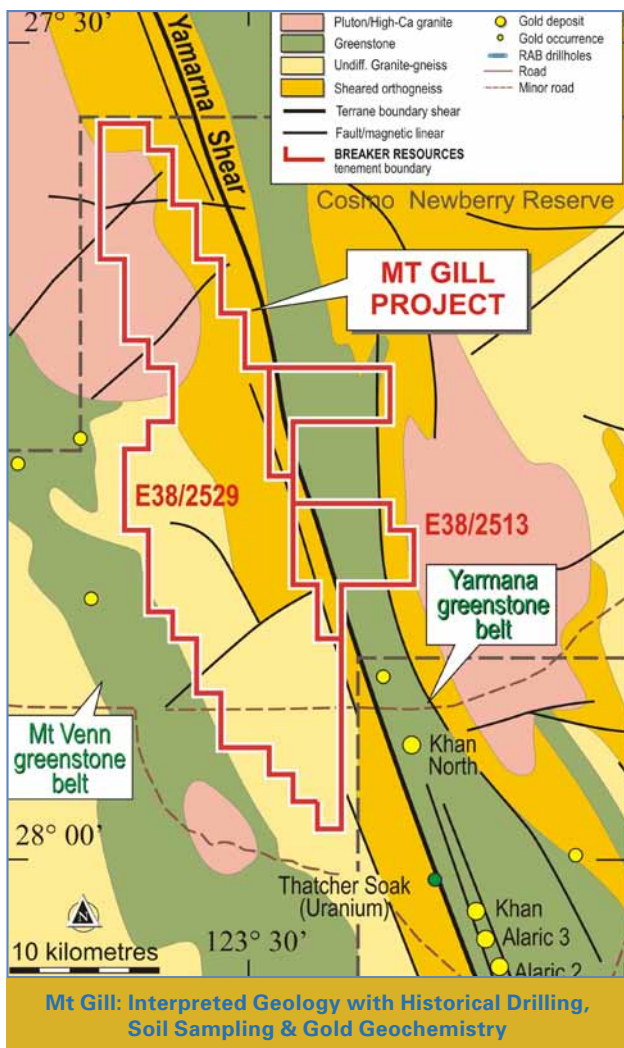 27° 30'
Yamarna Shear
Pluton/High-Ca granite
Greenstone
Undiff. Granite-gneiss
Sheared orthogneiss
Terrane boundary shear
Fault/magnetic linear
BREAKER RESOURCES
tenement boundary
Gold deposit
Gold occurrence
RAB drillholes
Road
Minor road
Cosmo Newberry Reserve
MT GILL
PROJECT
E38/2529
E38/2513
Yarmana
greenstone
belt
Mt Venn
greenstone
belt
Khan
North
28° 00'
Thatcher Soak
(Uranium)
Khan
Alaric 3
Alaric 2
N
10 kilometres
123° 30'
Mt Gill: Interpreted Geology with Historical Drilling,
Soil Sampling & Gold Geochemistry